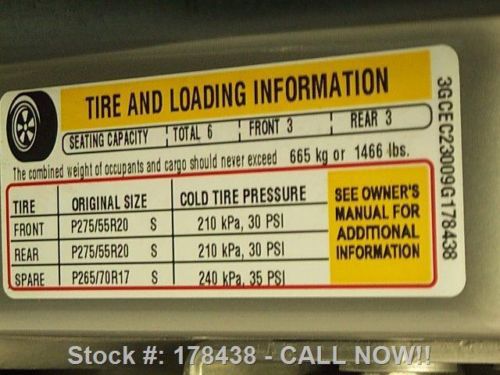 TIRE AND LOADING INFORMATION
SEATING CAPACITY TOTAL 6 FRONT 3 REAR 3
The combined weight of occupants and cargo should never exceed 665 kg or 1466 lbs.
TIRE ORIGINAL SIZE COLD TIRE PRESSURE
FRONT P275/55R20 S 210 kPa, 30 PSI
REAR P275/55R20 S 210 kPa, 30 PSI
SPARE P265/70R17 S 240 kPa, 35 PSI
SEE OWNER'S
MANUAL FOR
ADDITIONAL
INFORMATION
3GCEC23009G178438
Stock #: 178438 - CALL NOW!!